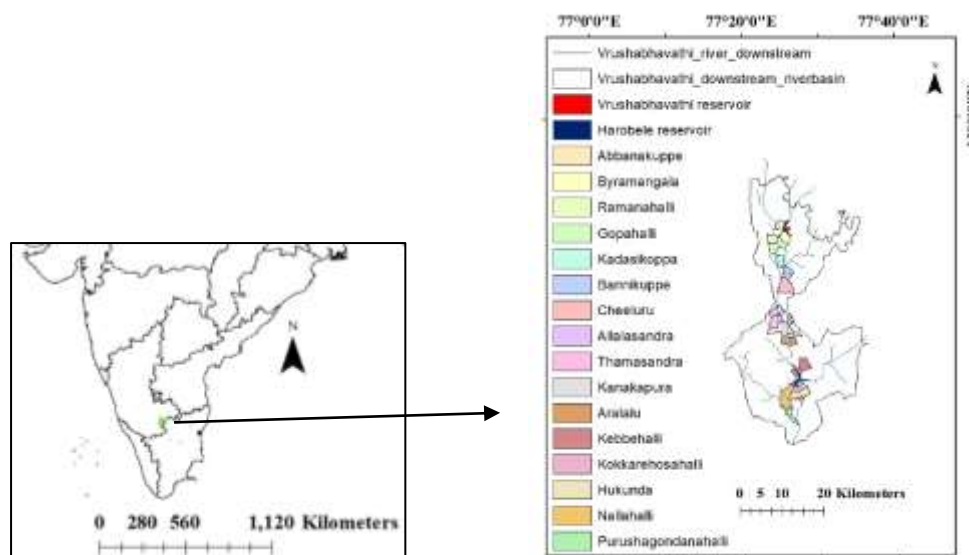 77°0'0"E 77°20'0"E 77°40'0"E
Vrushabhavathi_river_downstream
Vrushabhavathi_downstream_riverbasin
Vrushabhavathi reservoir
Harobele reservoir
Abbanakuppe
Byramangala
Ramanahalli
Gopahalli
Kadasikoppa
Bannikuppe
Cheeluru
Allalasandra
Thamasandra
Kanakapura
Aralalu
Kebbehalli
Kokkarehosahalli
Hukunda
Nallahalli
Purushagondanahalli
N
0 5 10 20 Kilometers
N
0 280 560 1,120 Kilometers